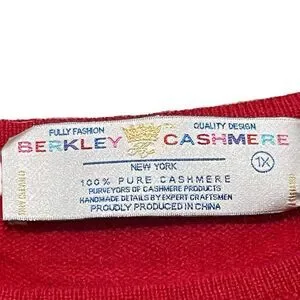 FULLY FASHION QUALITY DESIGN
BERKLEY CASHMERE
NEW YORK
1X
100% PURE CASHMERE
PURVEYORS OF CASHMERE PRODUCTS
HANDMADE DETAILS BY EXPERT CRAFTSMEN
PROUDLY PRODUCED IN CHINA